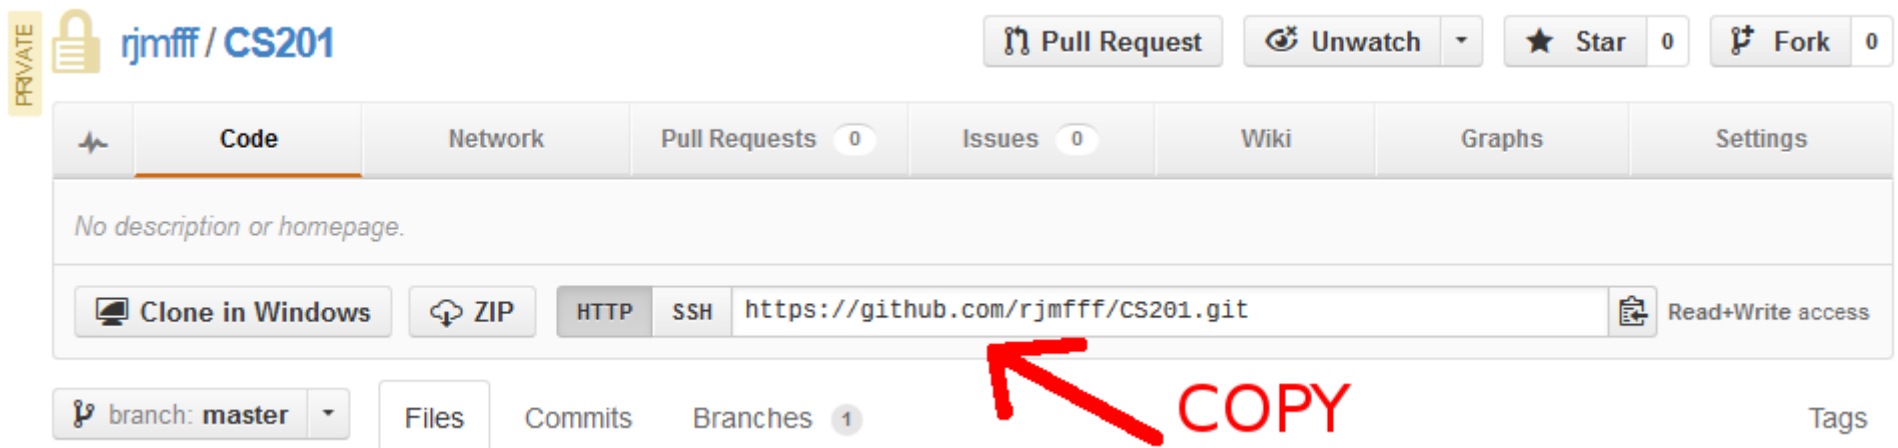 PRIVATE
rjmfff / CS201
Pull Request Unwatch Star 0 Fork 0
Code Network Pull Requests 0 Issues 0 Wiki Graphs Settings
No description or homepage.
Clone in Windows ZIP HTTP SSH https://github.com/rjmfff/CS201.git Read+Write access
COPY
branch: master Files Commits Branches 1 Tags